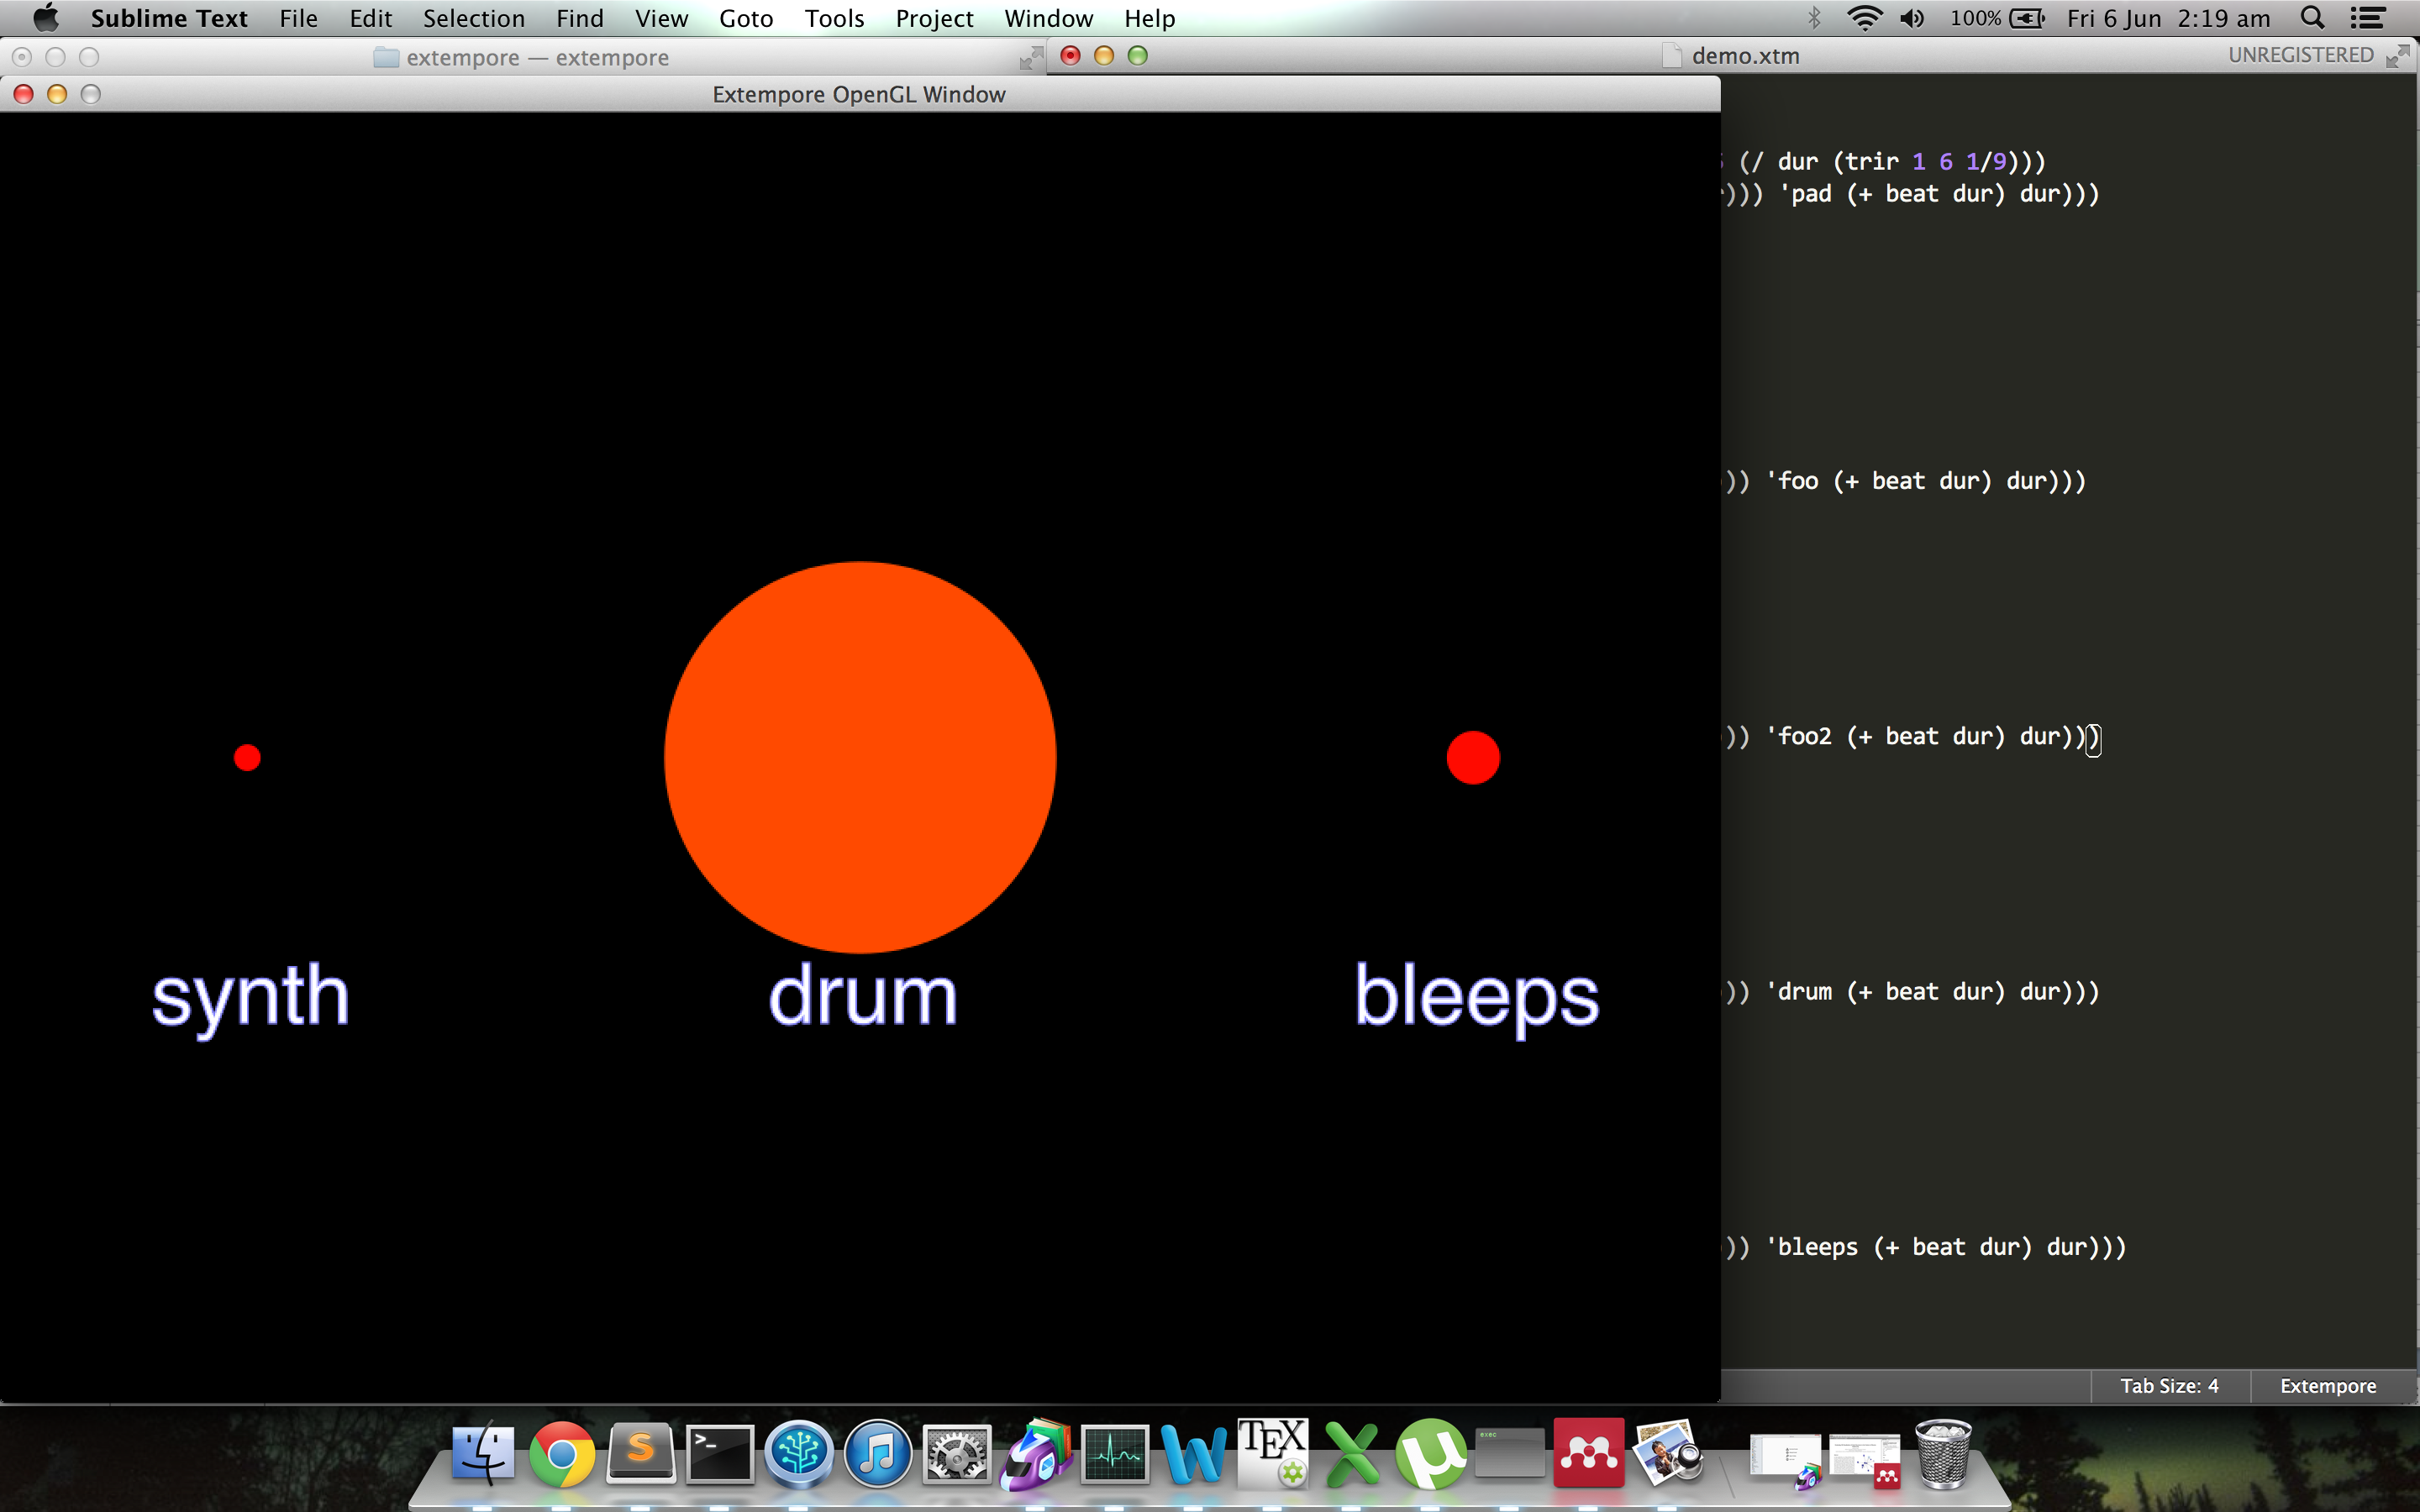 Sublime Text File Edit Selection Find View Goto Tools Project Window Help 100% Fri 6 Jun 2:19 am
extempore — extempore
demo.xtm UNREGISTERED
Extempore OpenGL Window
(/ dur (trir 1 6 1/9)))
))) 'pad (+ beat dur) dur)))
)) 'foo (+ beat dur) dur)))
)) 'foo2 (+ beat dur) dur)))
)) 'drum (+ beat dur) dur)))
)) 'bleeps (+ beat dur) dur)))
synth drum bleeps
Tab Size: 4 Extempore
S >_ W TEX X µ exec